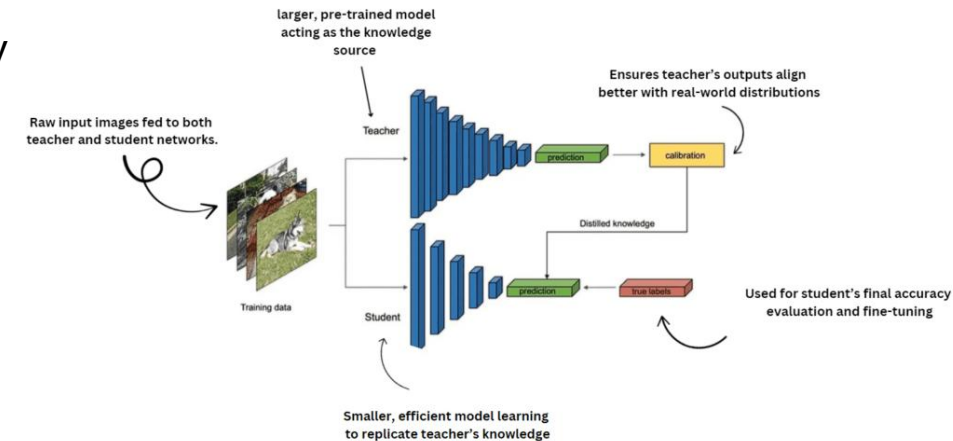 larger, pre-trained model
acting as the knowledge
source
y
Ensures teacher's outputs align
better with real-world distributions
Raw input images fed to both
teacher and student networks.
Teacher
prediction
calibration
Distilled knowledge
Training data
prediction
true labels
Student
Used for student's final accuracy
evaluation and fine-tuning
Smaller, efficient model learning
to replicate teacher's knowledge